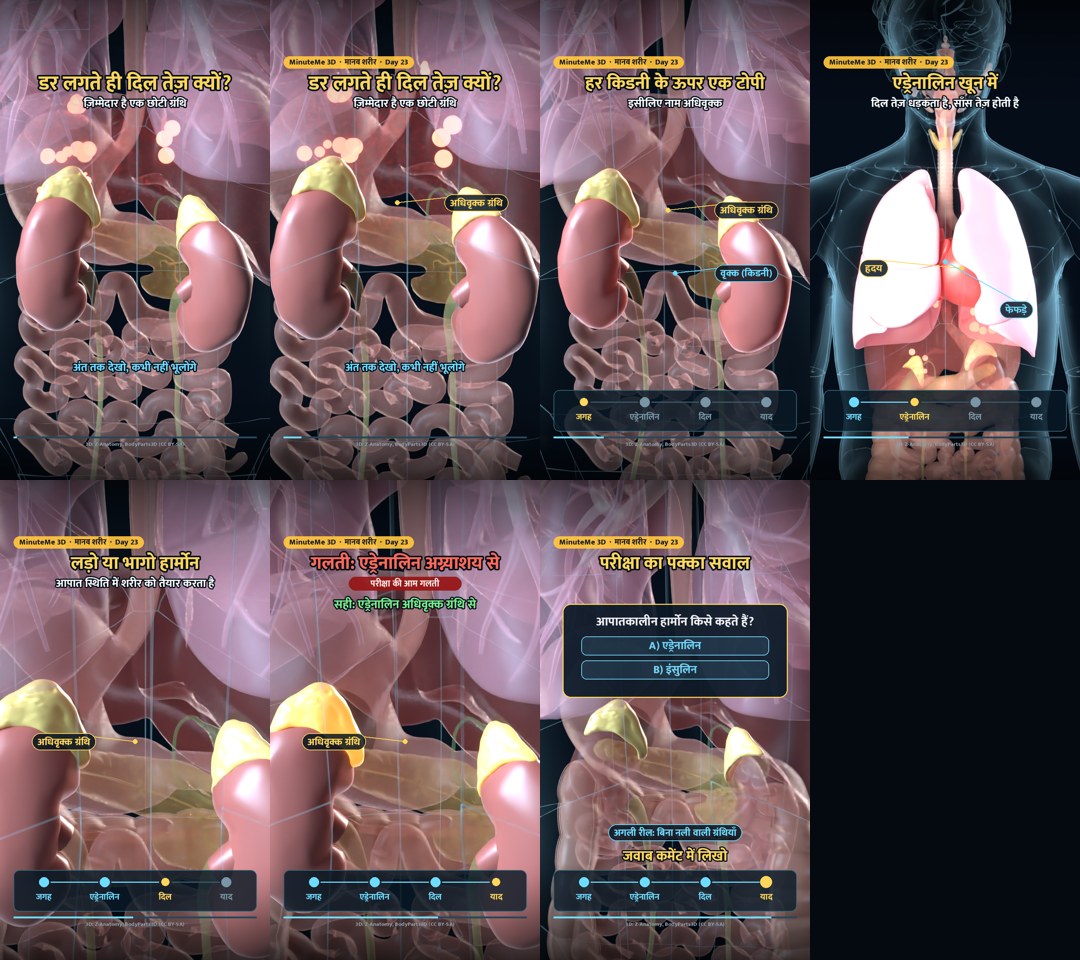 डर लगते ही दिल तेज़ क्यों?
ज़िम्मेदार है एक छोटी ग्रंथि
अंत तक देखो, कभी नहीं भूलोगे
MinuteMe 3D • मानव शरीर • Day 23
डर लगते ही दिल तेज़ क्यों?
ज़िम्मेदार है एक छोटी ग्रंथि
अधिवृक्क ग्रंथि
अंत तक देखो, कभी नहीं भूलोगे
MinuteMe 3D • मानव शरीर • Day 23
हर किडनी के ऊपर एक टोपी
इसीलिए नाम अधिवृक्क
अधिवृक्क ग्रंथि
वृक्क (किडनी)
जगह एड्रेनालिन दिल याद
MinuteMe 3D • मानव शरीर • Day 23
एड्रेनालिन खून में
दिल तेज़ धड़कता है, साँस तेज़ होती है
हृदय
फेफड़े
जगह एड्रेनालिन दिल याद
MinuteMe 3D • मानव शरीर • Day 23
लड़ो या भागो हार्मोन
आपात स्थिति में शरीर को तैयार करता है
अधिवृक्क ग्रंथि
जगह एड्रेनालिन दिल याद
MinuteMe 3D • मानव शरीर • Day 23
गलती: एड्रेनालिन अग्न्याशय से
परीक्षा की आम गलती
सही: एड्रेनालिन अधिवृक्क ग्रंथि से
अधिवृक्क ग्रंथि
जगह एड्रेनालिन दिल याद
MinuteMe 3D • मानव शरीर • Day 23
परीक्षा का पक्का सवाल
आपातकालीन हार्मोन किसे कहते हैं?
A) एड्रेनालिन
B) इंसुलिन
अगली रील: बिना नली वाली ग्रंथियाँ
जवाब कमेंट में लिखो
जगह एड्रेनालिन दिल याद